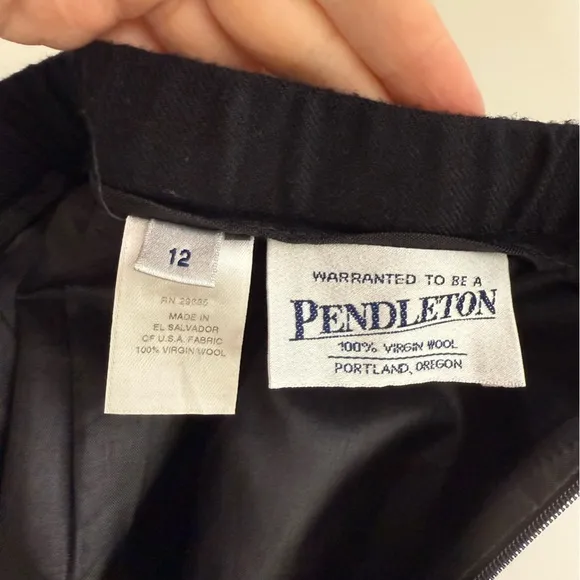 12
RN 29685
MADE IN
EL SALVADOR
OF U.S.A. FABRIC
100% VIRGIN WOOL
WARRANTED TO BE A
PENDLETON
100% VIRGIN WOOL
PORTLAND, OREGON